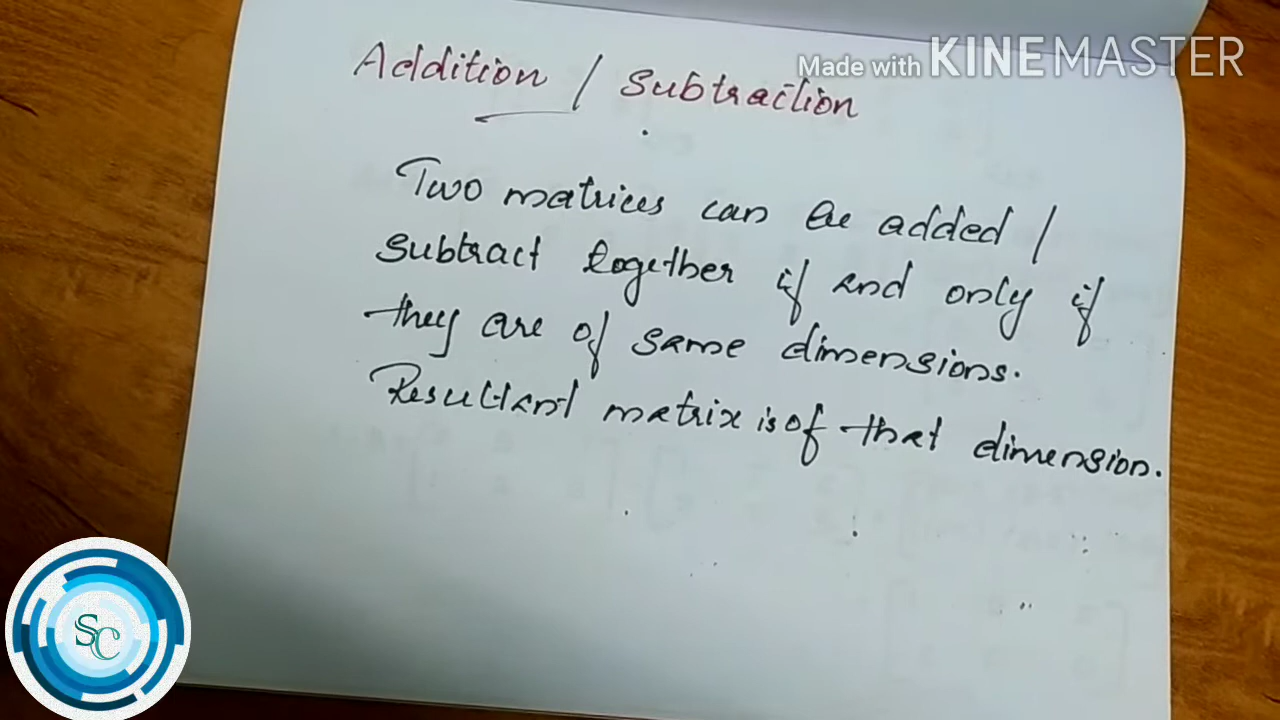 Made with KINEMASTER
Addition / Subtraction
Two matrices can be added /
subtract together if and only if
they are of same dimensions.
Resultant matrix is of that dimension.
SC